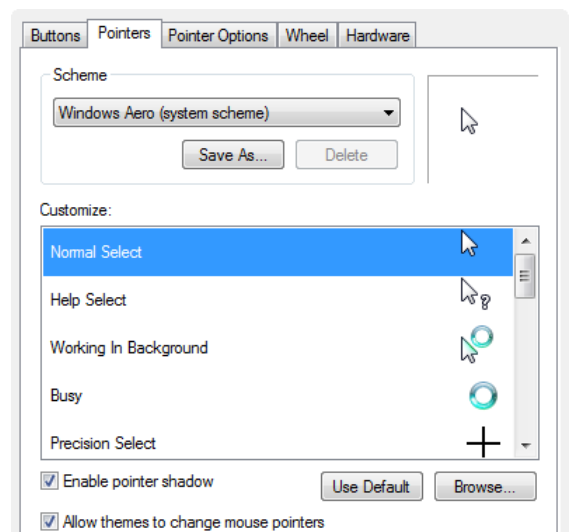 Buttons Pointers Pointer Options Wheel Hardware
Scheme
Windows Aero (system scheme)
Save As... Delete
Customize:
Normal Select
Help Select
Working In Background
Busy
Precision Select
Enable pointer shadow Use Default Browse...
Allow themes to change mouse pointers